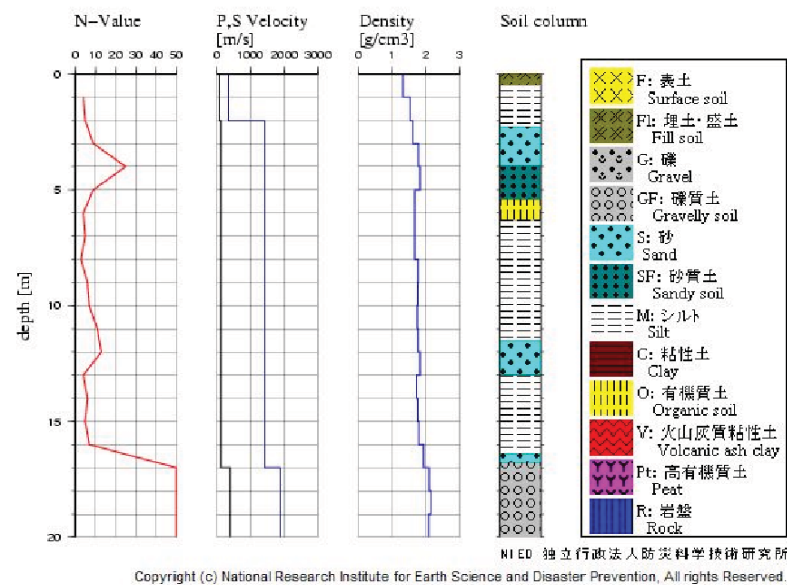 N-Value
P,S Velocity
[m/s]
Density
[g/cm3]
Soil column
0 10 20 30 40 50
0 1000 2000 3000
0 1 2 3
0
5
10
15
20
depth [m]
F: 表土
Surface soil
Fl: 埋土・盛土
Fill soil
G: 礫
Gravel
GF: 礫質土
Gravelly soil
S: 砂
Sand
SF: 砂質土
Sandy soil
M: シルト
Silt
C: 粘性土
Clay
O: 有機質土
Organic soil
V: 火山灰質粘性土
Volcanic ash clay
Pt: 高有機質土
Peat
R: 岩盤
Rock
NIED 独立行政法人防災科学技術研究所
Copyright (c) National Research Institute for Earth Science and Disaster Prevention, All rights Reserved.